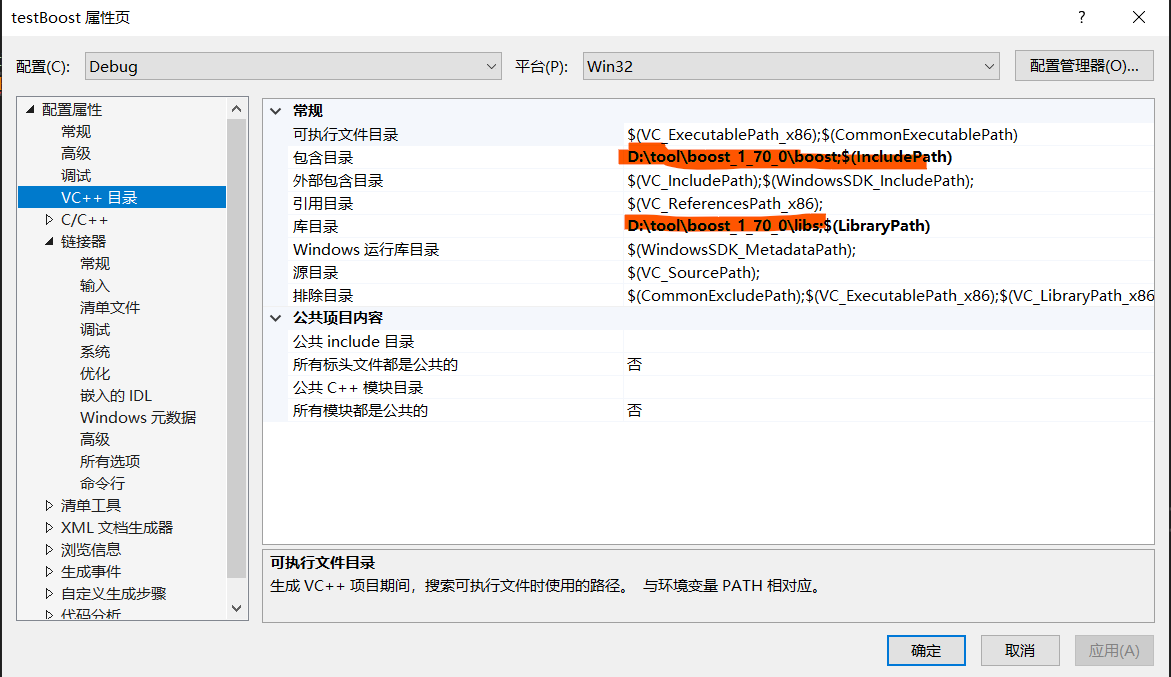 testBoost 属性页
?
配置(C): Debug 平台(P): Win32 配置管理器(O)...
配置属性
常规
高级
调试
VC++ 目录
C/C++
链接器
常规
输入
清单文件
调试
系统
优化
嵌入的 IDL
Windows 元数据
高级
所有选项
命令行
清单工具
XML 文档生成器
浏览信息
生成事件
自定义生成步骤
代码分析
常规
可执行文件目录 $(VC_ExecutablePath_x86);$(CommonExecutablePath)
包含目录 D:\tool\boost_1_70_0\boost;$(IncludePath)
外部包含目录 $(VC_IncludePath);$(WindowsSDK_IncludePath);
引用目录 $(VC_ReferencesPath_x86);
库目录 D:\tool\boost_1_70_0\libs;$(LibraryPath)
Windows 运行库目录 $(WindowsSDK_MetadataPath);
源目录 $(VC_SourcePath);
排除目录 $(CommonExcludePath);$(VC_ExecutablePath_x86);$(VC_LibraryPath_x86
公共项目内容
公共 include 目录
所有标头文件都是公共的 否
公共 C++ 模块目录
所有模块都是公共的 否
可执行文件目录
生成 VC++ 项目期间，搜索可执行文件时使用的路径。 与环境变量 PATH 相对应。
确定 取消 应用(A)